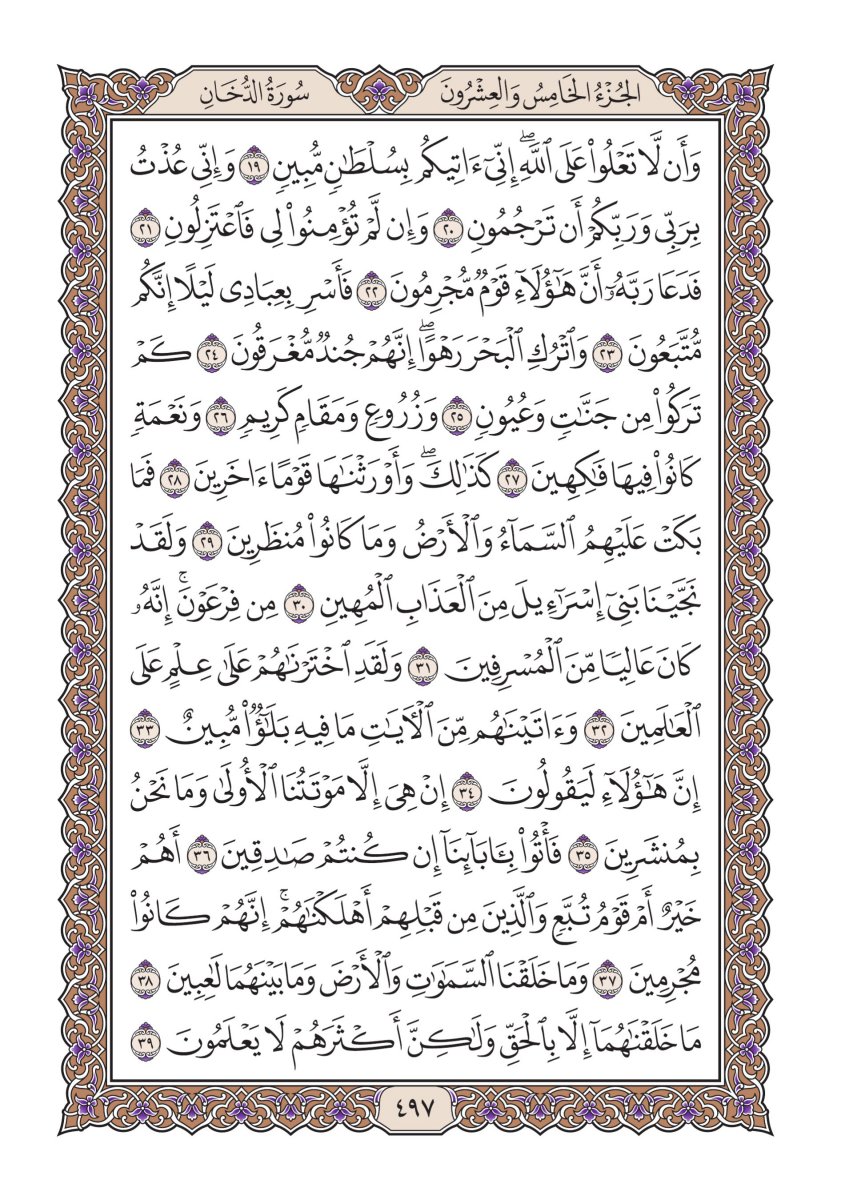 الجُزْءُ الخَامِسُ وَالعِشْرُونَ
سُورَةُ الدُّخَانِ
وَأَن لَّا تَعْلُوا۟ عَلَى ٱللَّهِ ۖ إِنِّىٓ ءَاتِيكُم بِسُلْطَـٰنٍ مُّبِينٍ ١٩ وَإِنِّى عُذْتُ
بِرَبِّى وَرَبِّكُمْ أَن تَرْجُمُونِ ٢٠ وَإِن لَّمْ تُؤْمِنُوا۟ لِى فَٱعْتَزِلُونِ ٢١
فَدَعَا رَبَّهُۥٓ أَنَّ هَـٰٓؤُلَآءِ قَوْمٌ مُّجْرِمُونَ ٢٢ فَأَسْرِ بِعِبَادِى لَيْلًا إِنَّكُم
مُّتَّبَعُونَ ٢٣ وَٱتْرُكِ ٱلْبَحْرَ رَهْوًا ۖ إِنَّهُمْ جُندٌ مُّغْرَقُونَ ٢٤ كَمْ
تَرَكُوا۟ مِن جَنَّـٰتٍ وَعُيُونٍ ٢٥ وَزُرُوعٍ وَمَقَامٍ كَرِيمٍ ٢٦ وَنَعْمَةٍ
كَانُوا۟ فِيهَا فَـٰكِهِينَ ٢٧ كَذَٰلِكَ ۖ وَأَوْرَثْنَـٰهَا قَوْمًا ءَاخَرِينَ ٢٨ فَمَا
بَكَتْ عَلَيْهِمُ ٱلسَّمَآءُ وَٱلْأَرْضُ وَمَا كَانُوا۟ مُنظَرِينَ ٢٩ وَلَقَدْ
نَجَّيْنَا بَنِىٓ إِسْرَٰٓءِيلَ مِنَ ٱلْعَذَابِ ٱلْمُهِينِ ٣٠ مِن فِرْعَوْنَ ۚ إِنَّهُۥ
كَانَ عَالِيًا مِّنَ ٱلْمُسْرِفِينَ ٣١ وَلَقَدِ ٱخْتَرْنَـٰهُمْ عَلَىٰ عِلْمٍ عَلَى
ٱلْعَـٰلَمِينَ ٣٢ وَءَاتَيْنَـٰهُم مِّنَ ٱلْـَٔايَـٰتِ مَا فِيهِ بَلَـٰٓؤٌا۟ مُّبِينٌ ٣٣
إِنَّ هَـٰٓؤُلَآءِ لَيَقُولُونَ ٣٤ إِنْ هِىَ إِلَّا مَوْتَتُنَا ٱلْأُولَىٰ وَمَا نَحْنُ
بِمُنشَرِينَ ٣٥ فَأْتُوا۟ بِـَٔابَآئِنَآ إِن كُنتُمْ صَـٰدِقِينَ ٣٦ أَهُمْ
خَيْرٌ أَمْ قَوْمُ تُبَّعٍ وَٱلَّذِينَ مِن قَبْلِهِمْ أَهْلَكْنَـٰهُمْ ۚ إِنَّهُمْ كَانُوا۟
مُجْرِمِينَ ٣٧ وَمَا خَلَقْنَا ٱلسَّمَـٰوَٰتِ وَٱلْأَرْضَ وَمَا بَيْنَهُمَا لَـٰعِبِينَ ٣٨
مَا خَلَقْنَـٰهُمَآ إِلَّا بِٱلْحَقِّ وَلَـٰكِنَّ أَكْثَرَهُمْ لَا يَعْلَمُونَ ٣٩
٤٩٧